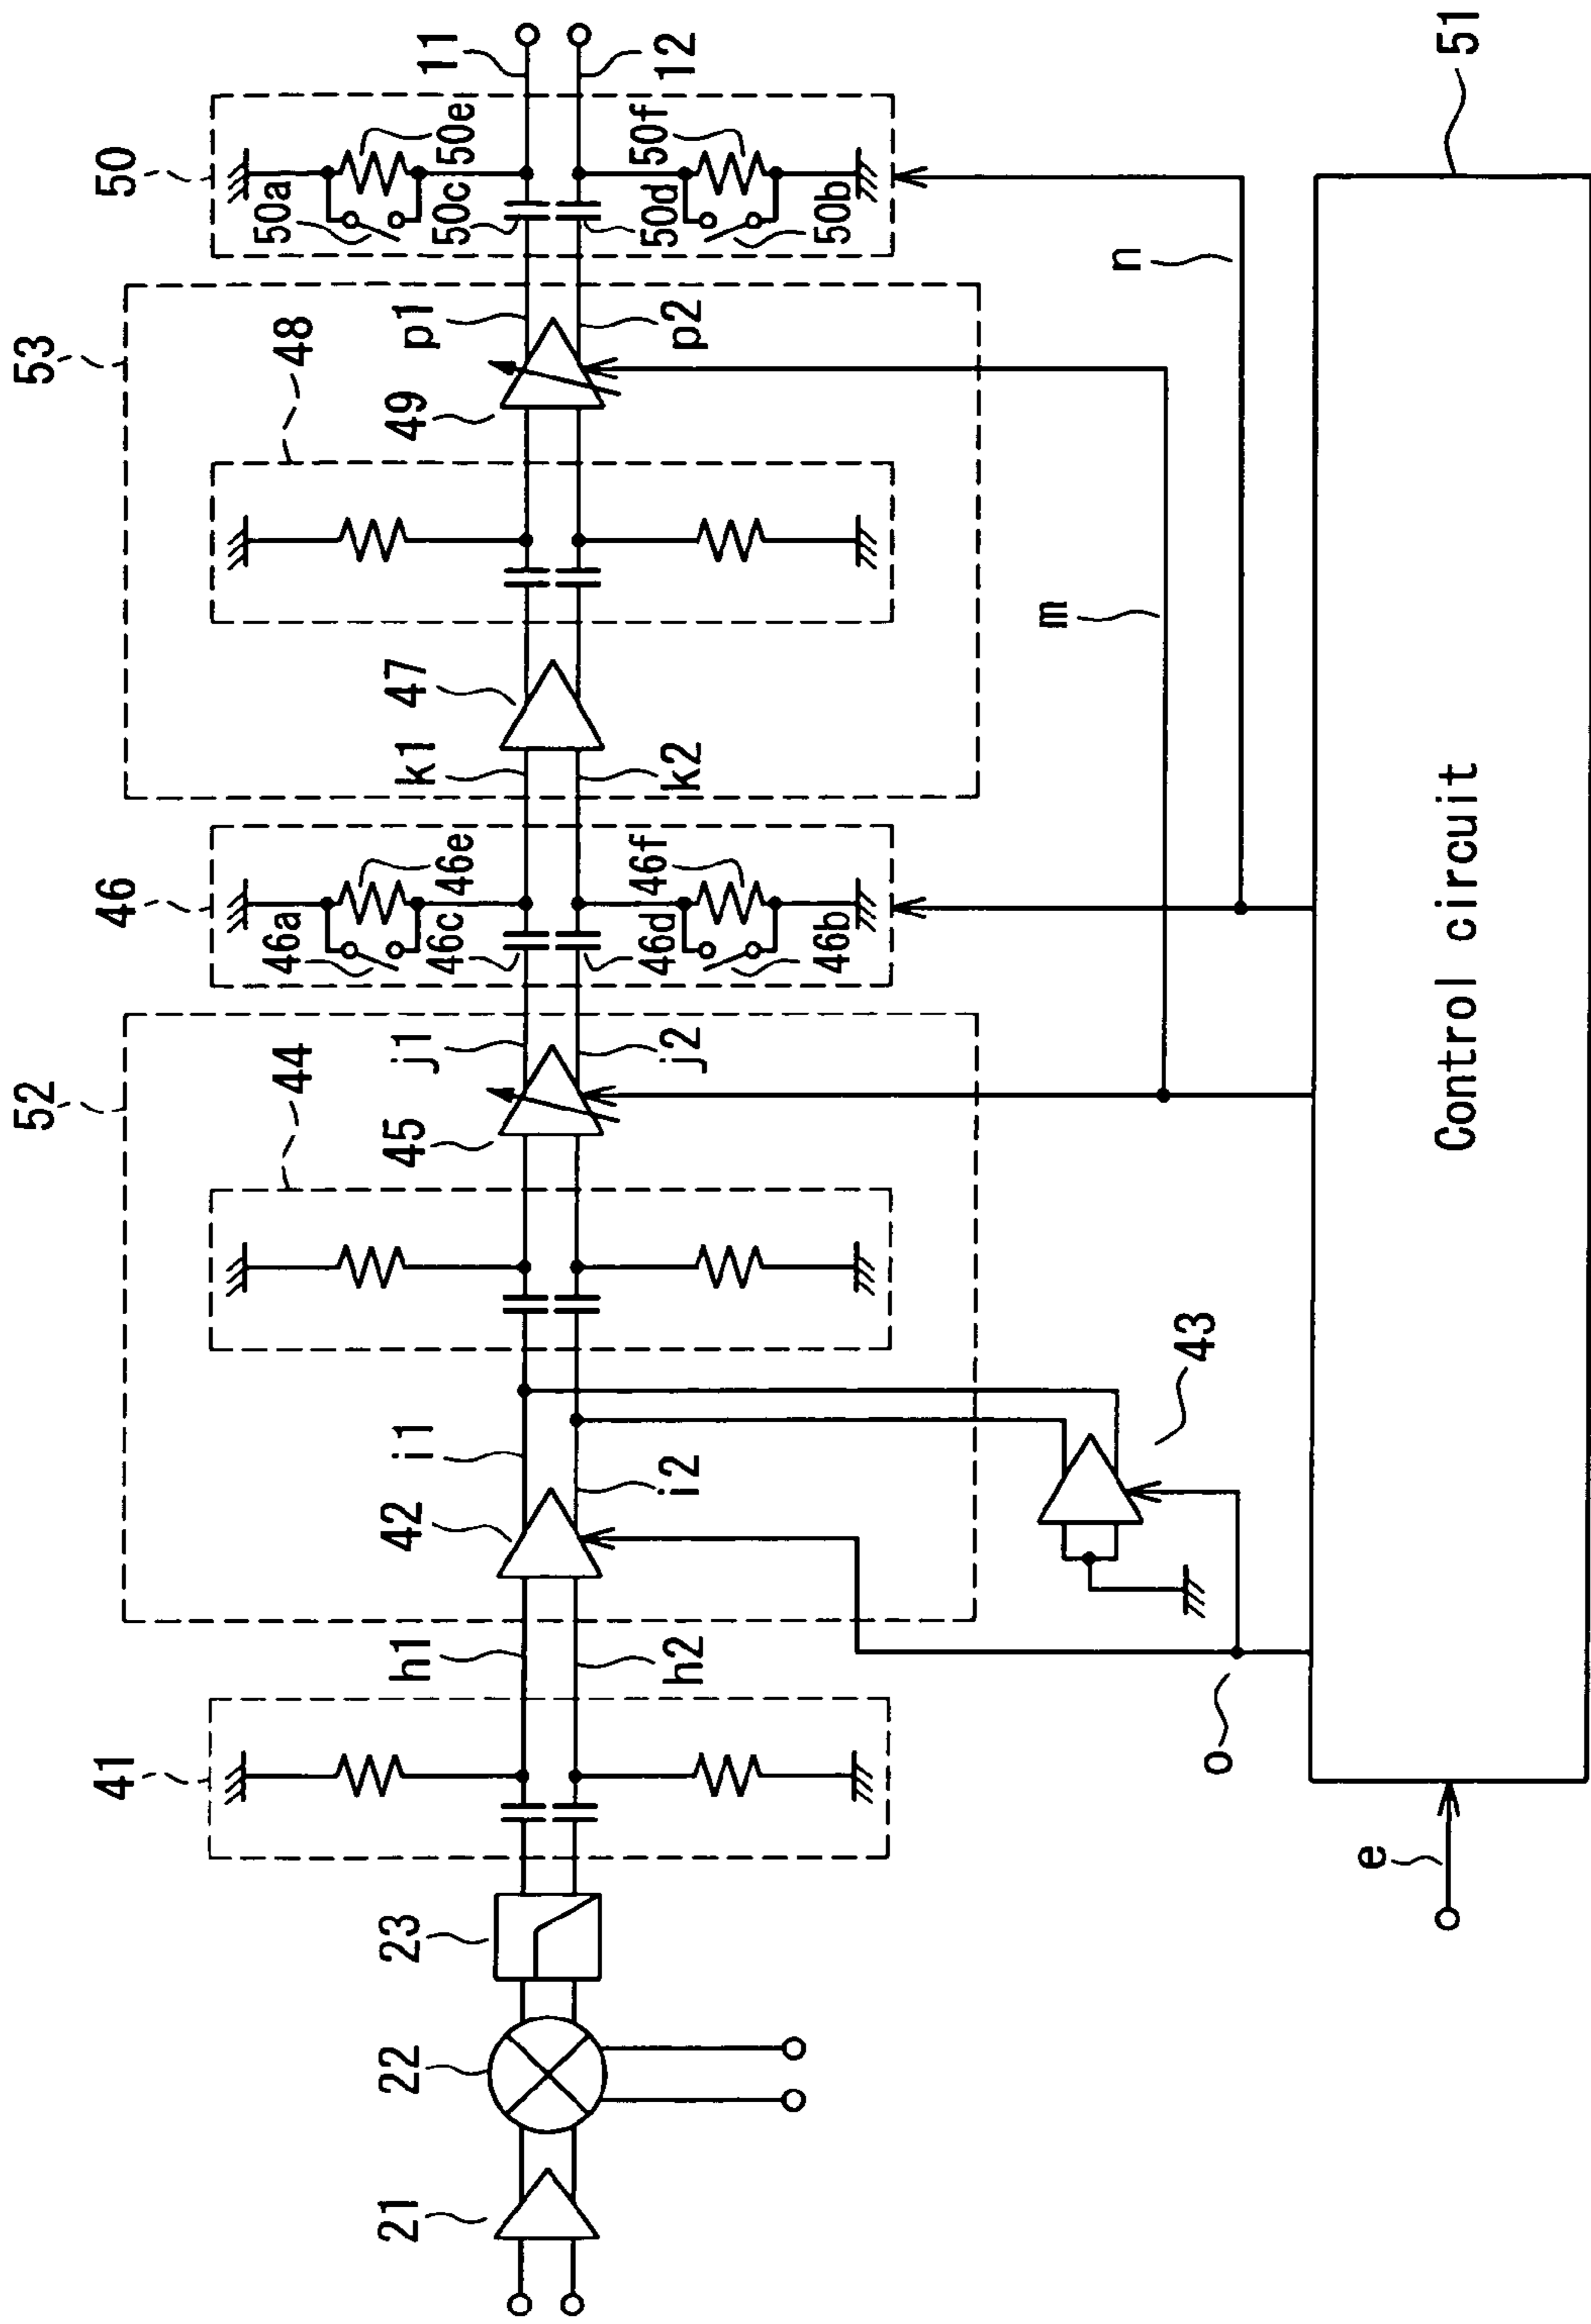 53
52
50
48
46
44
41
50a
50e
50c
11
46a
46e
46c
p1
49
47
k1
j1
45
i1
42
h1
23
22
21
12
50f
50d
50b
p2
k2
46f
46d
46b
j2
i2
h2
n
m
43
o
e
51
Control circuit